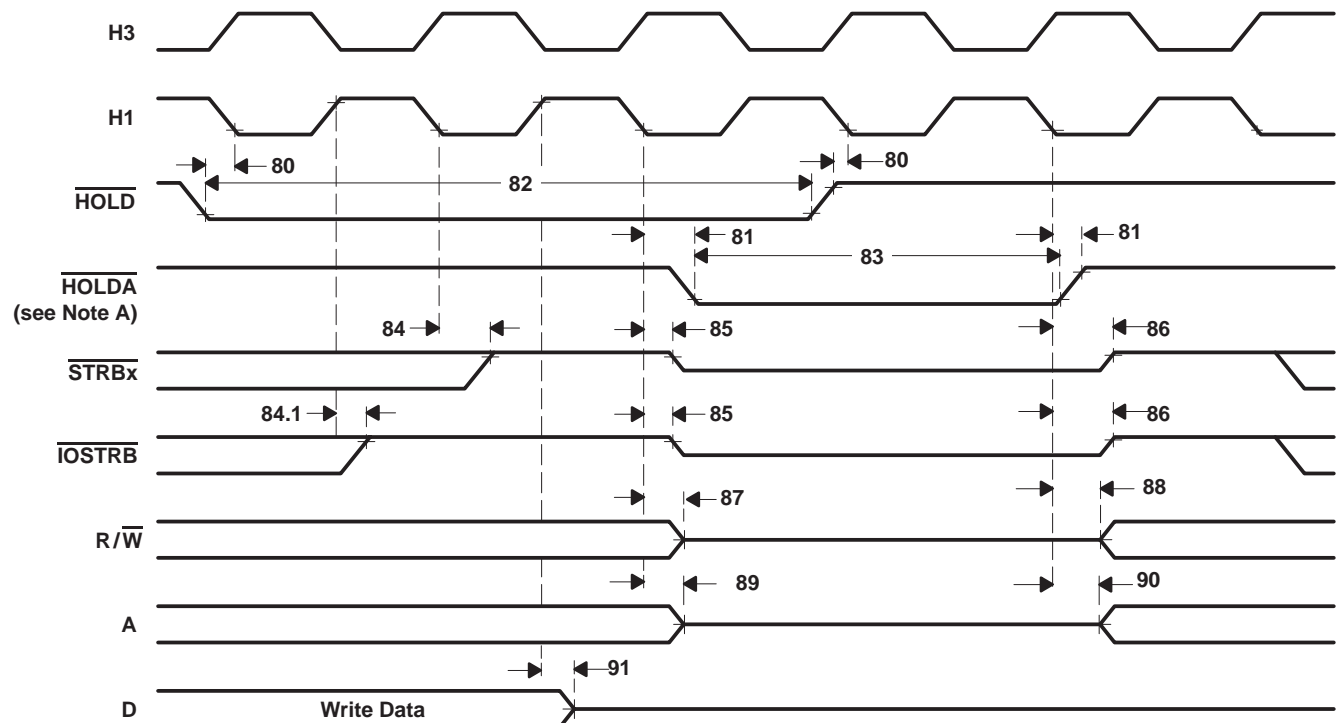 H3
H1
80
80
82
HOLD
81
81
83
HOLDA
(see Note A)
84
85
86
STRBx
84.1
85
86
IOSTRB
87
88
R/W
89
90
A
91
D
Write Data